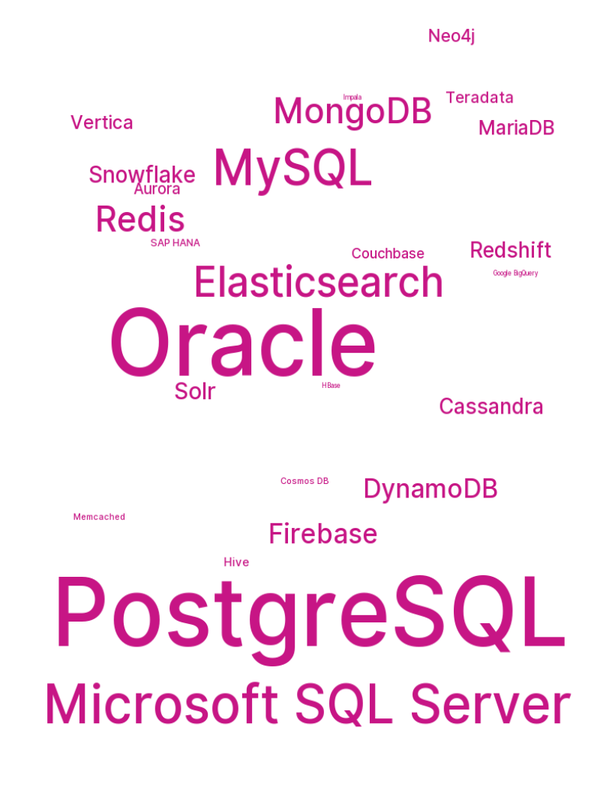 Neo4j
Impala
Teradata
MongoDB
Vertica
MariaDB
MySQL
Snowflake
Aurora
Redis
SAP HANA
Redshift
Couchbase
Google BigQuery
Elasticsearch
Oracle
HBase
Solr
Cassandra
Cosmos DB
DynamoDB
Memcached
Firebase
Hive
PostgreSQL
Microsoft SQL Server